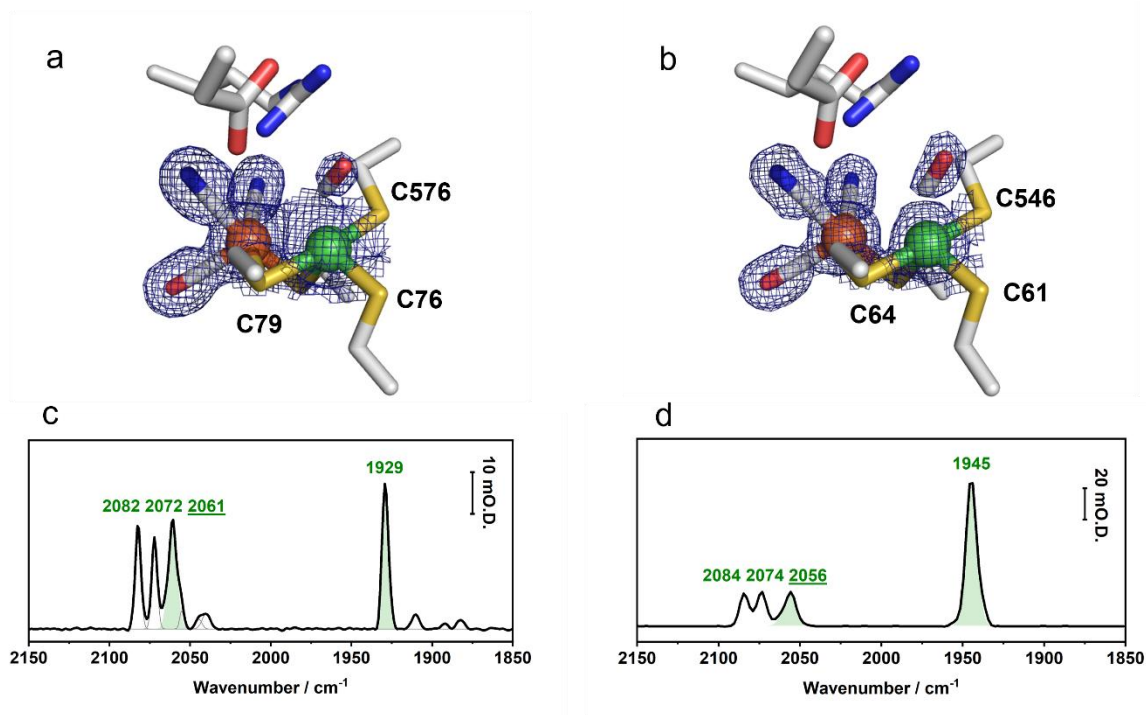 a
C576
C76
C79
b
C546
C61
C64
c
2082 2072 2061
1929
10 mO.D.
2150 2100 2050 2000 1950 1900 1850
Wavenumber / cm⁻¹
d
2084 2074 2056
1945
20 mO.D.
2150 2100 2050 2000 1950 1900 1850
Wavenumber / cm⁻¹